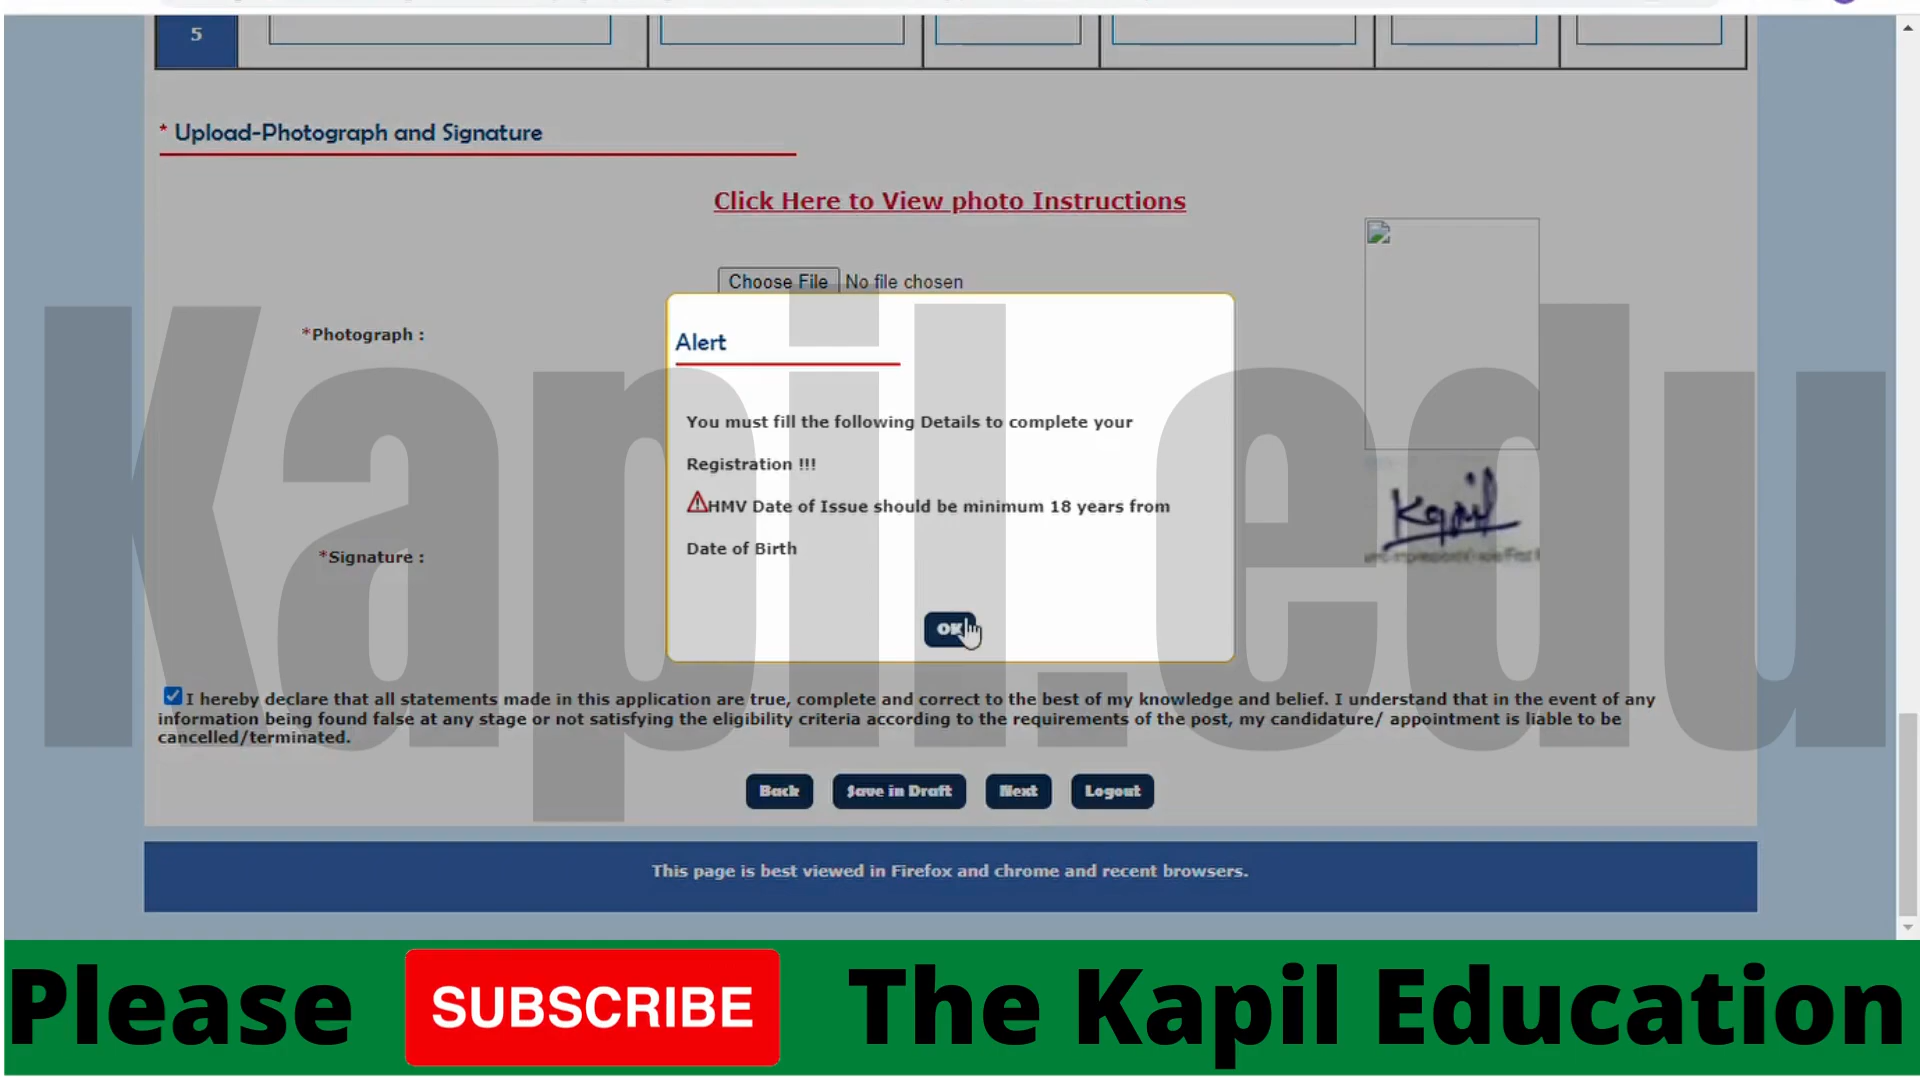 5
* Upload-Photograph and Signature
Click Here to View photo Instructions
Choose File No file chosen
*Photograph :
Alert
You must fill the following Details to complete your
Registration !!!
HMV Date of Issue should be minimum 18 years from
Date of Birth
OK
Kapil
*Signature :
Kapil.edu
I hereby declare that all statements made in this application are true, complete and correct to the best of my knowledge and belief. I understand that in the event of any
information being found false at any stage or not satisfying the eligibility criteria according to the requirements of the post, my candidature/ appointment is liable to be
cancelled/terminated.
Back Save in Draft Next Logout
This page is best viewed in Firefox and chrome and recent browsers.
Please SUBSCRIBE The Kapil Education